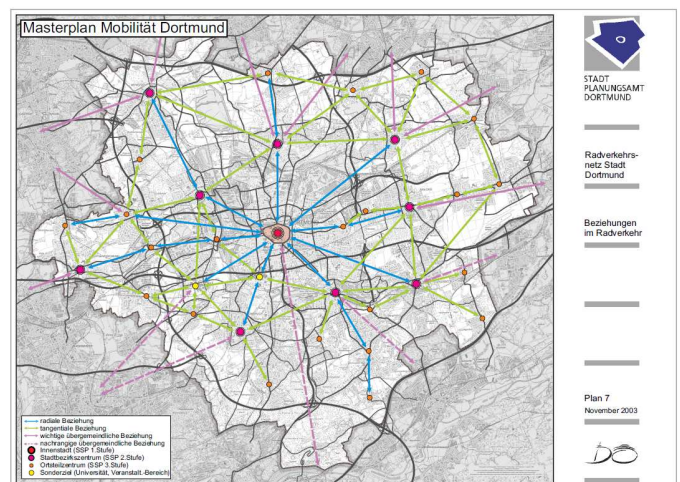 Masterplan Mobilität Dortmund
STADT
PLANUNGSAMT
DORTMUND
Radverkehrs-
netz Stadt
Dortmund
Beziehungen
im Radverkehr
Plan 7
November 2003
radiale Beziehung
tangentiale Beziehung
wichtige übergemeindliche Beziehung
nachrangige übergemeindliche Beziehung
Innenstadt (SSP 1.Stufe)
Stadtbezirkszentrum (SSP 2.Stufe)
Ortsteilzentrum (SSP 3.Stufe)
Sonderziel (Universität, Veranstalt.-Bereich)